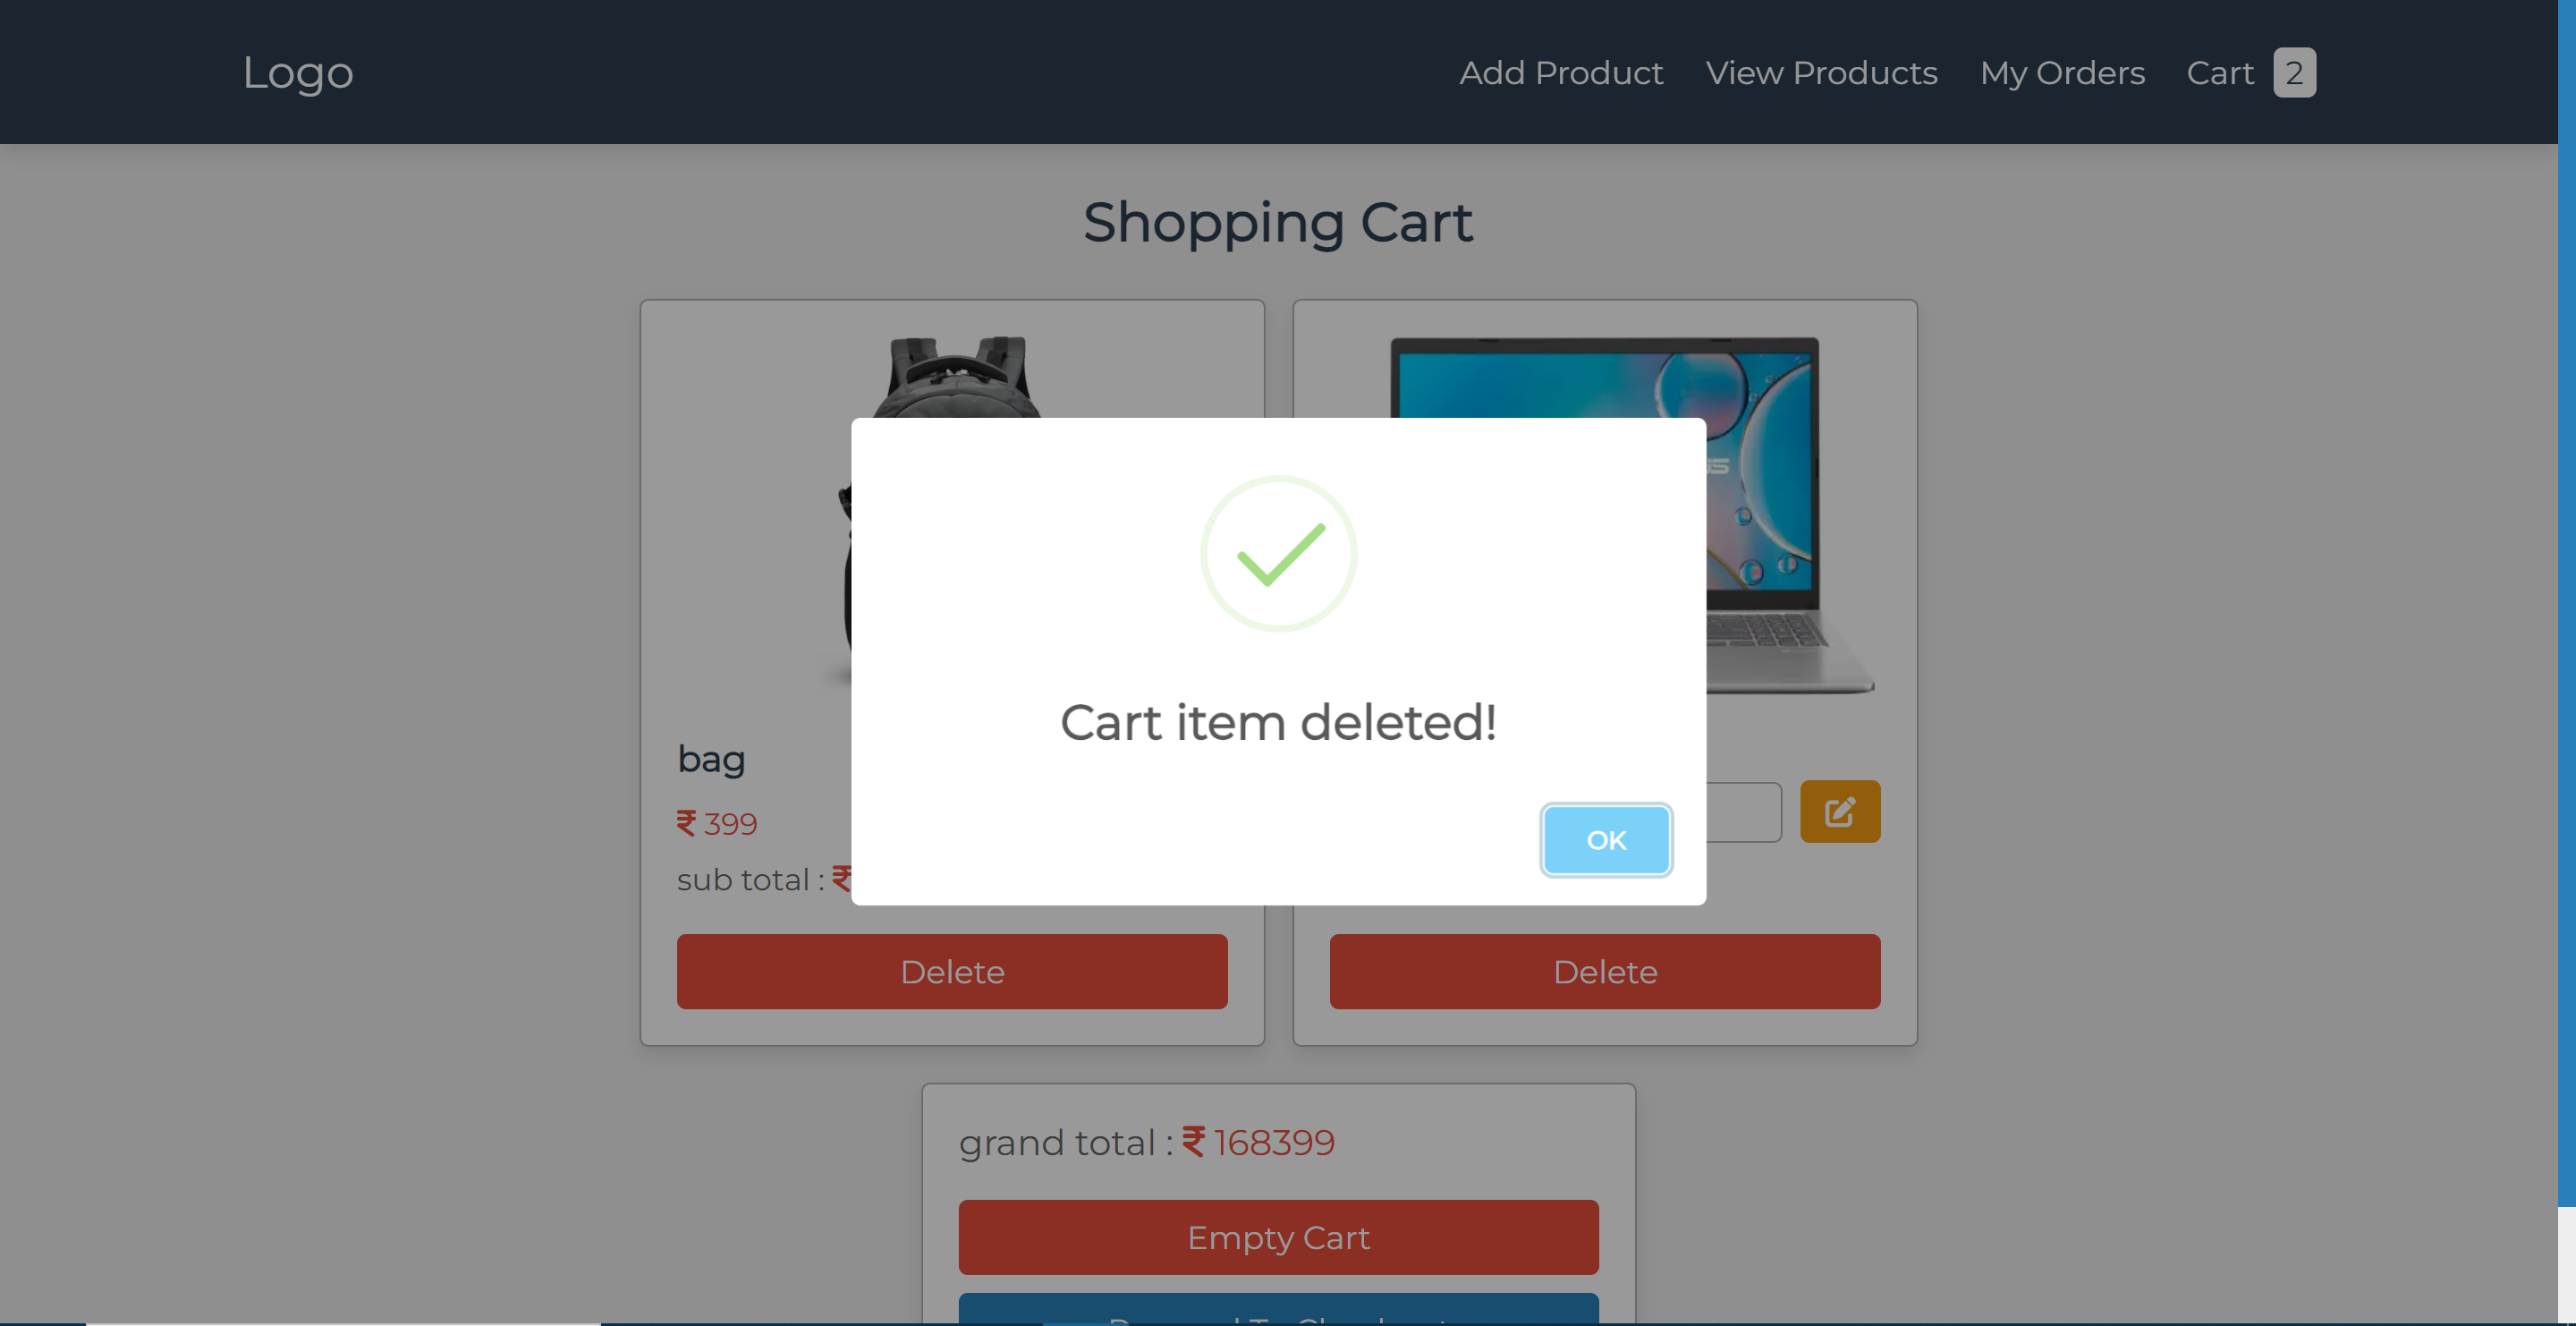 Logo
Add Product
View Products
My Orders
Cart 2
Shopping Cart
Cart item deleted!
OK
bag
₹ 399
sub total : ₹
Delete
Delete
grand total : ₹ 168399
Empty Cart